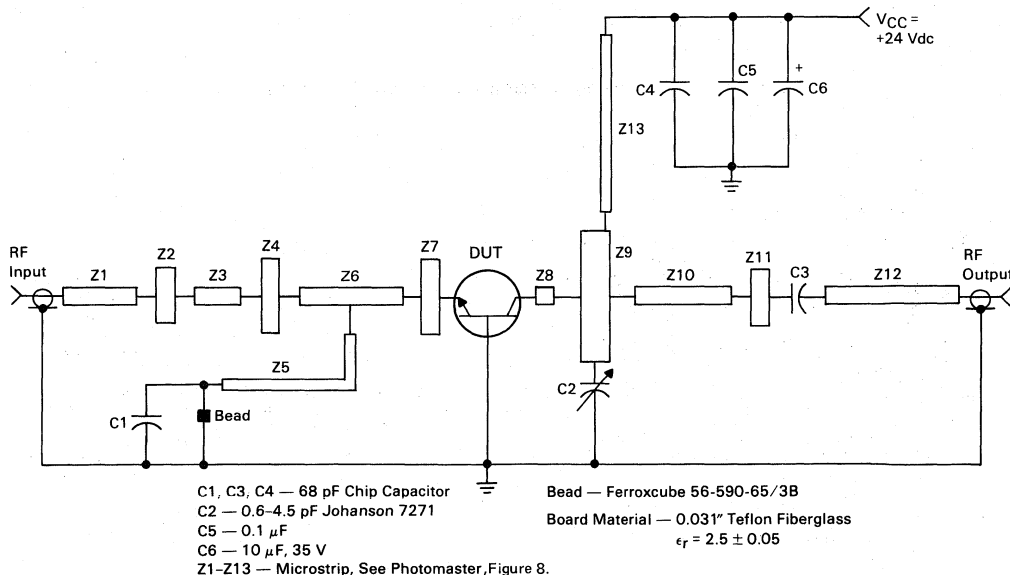 VCC =
+24 Vdc
C4
C5
+
C6
Z13
RF
Input
Z1
Z2
Z3
Z4
Z6
Z7
DUT
Z8
Z9
Z10
Z11
C3
Z12
RF
Output
Z5
C1
Bead
C2
C1, C3, C4 — 68 pF Chip Capacitor
C2 — 0.6–4.5 pF Johanson 7271
C5 — 0.1 μF
C6 — 10 μF, 35 V
Z1–Z13 — Microstrip, See Photomaster,Figure 8.
Bead — Ferroxcube 56-590-65/3B
Board Material — 0.031″ Teflon Fiberglass
ϵr = 2.5 ± 0.05